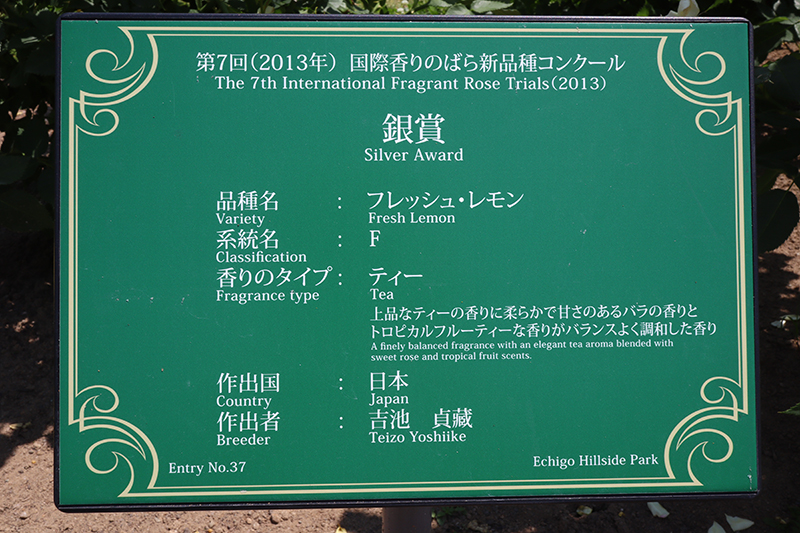 第7回(2013年) 国際香りのばら新品種コンクール
The 7th International Fragrant Rose Trials(2013)
銀賞
Silver Award
品種名 : フレッシュ・レモン
Variety Fresh Lemon
系統名 : F
Classification
香りのタイプ : ティー
Fragrance type Tea
上品なティーの香りに柔らかで甘さのあるバラの香りと
トロピカルフルーティーな香りがバランスよく調和した香り
A finely balanced fragrance with an elegant tea aroma blended with
sweet rose and tropical fruit scents.
作出国 : 日本
Country Japan
作出者 : 吉池 貞藏
Breeder Teizo Yoshiike
Entry No.37 Echigo Hillside Park